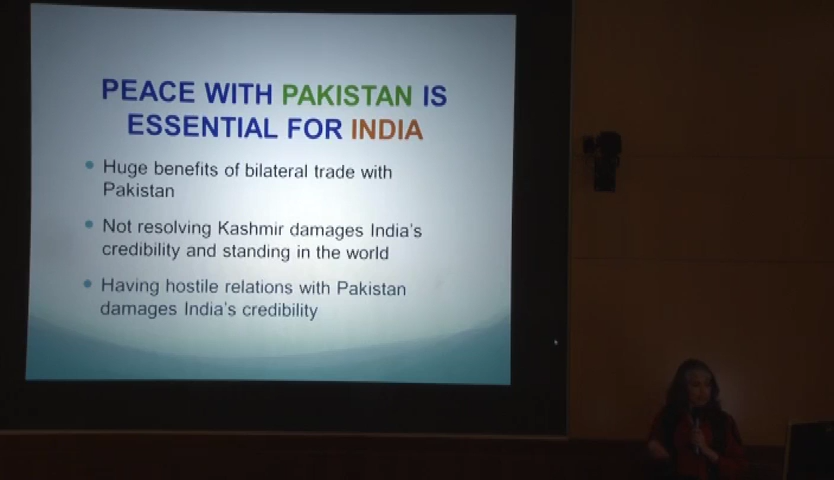 PEACE WITH PAKISTAN IS
ESSENTIAL FOR INDIA
Huge benefits of bilateral trade with
Pakistan
Not resolving Kashmir damages India's
credibility and standing in the world
Having hostile relations with Pakistan
damages India's credibility